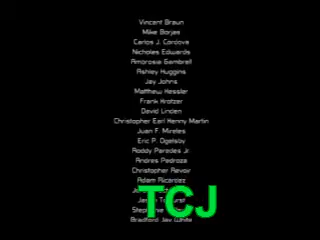 Vincent Braun
Mike Borjas
Carlos J. Cordova
Nicholas Edwards
Ambrosia Gambrell
Ashley Huggins
Jay Johns
Matthew Kessler
Frank Kratzer
David Linden
Christopher Earl Kenny Martin
Juan F. Mireles
Eric P. Ogelsby
Roddy Paredes Jr.
Andres Pedroza
Christopher Revoir
Adam Ricardez
TCJ
Bradford Jay White